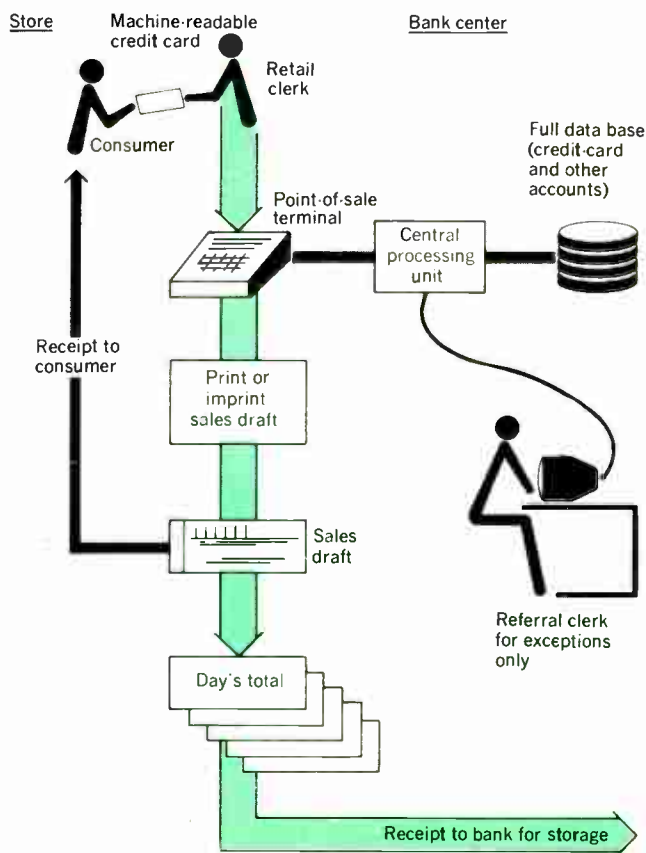 Store
Machine-readable
credit card
Bank center
Retail
clerk
Consumer
Full data base
(credit-card
and other
accounts)
Point-of-sale
terminal
Central
processing
unit
Receipt to
consumer
Print or
imprint
sales draft
Sales
draft
Referral clerk
for exceptions
only
Day's total
Receipt to bank for storage